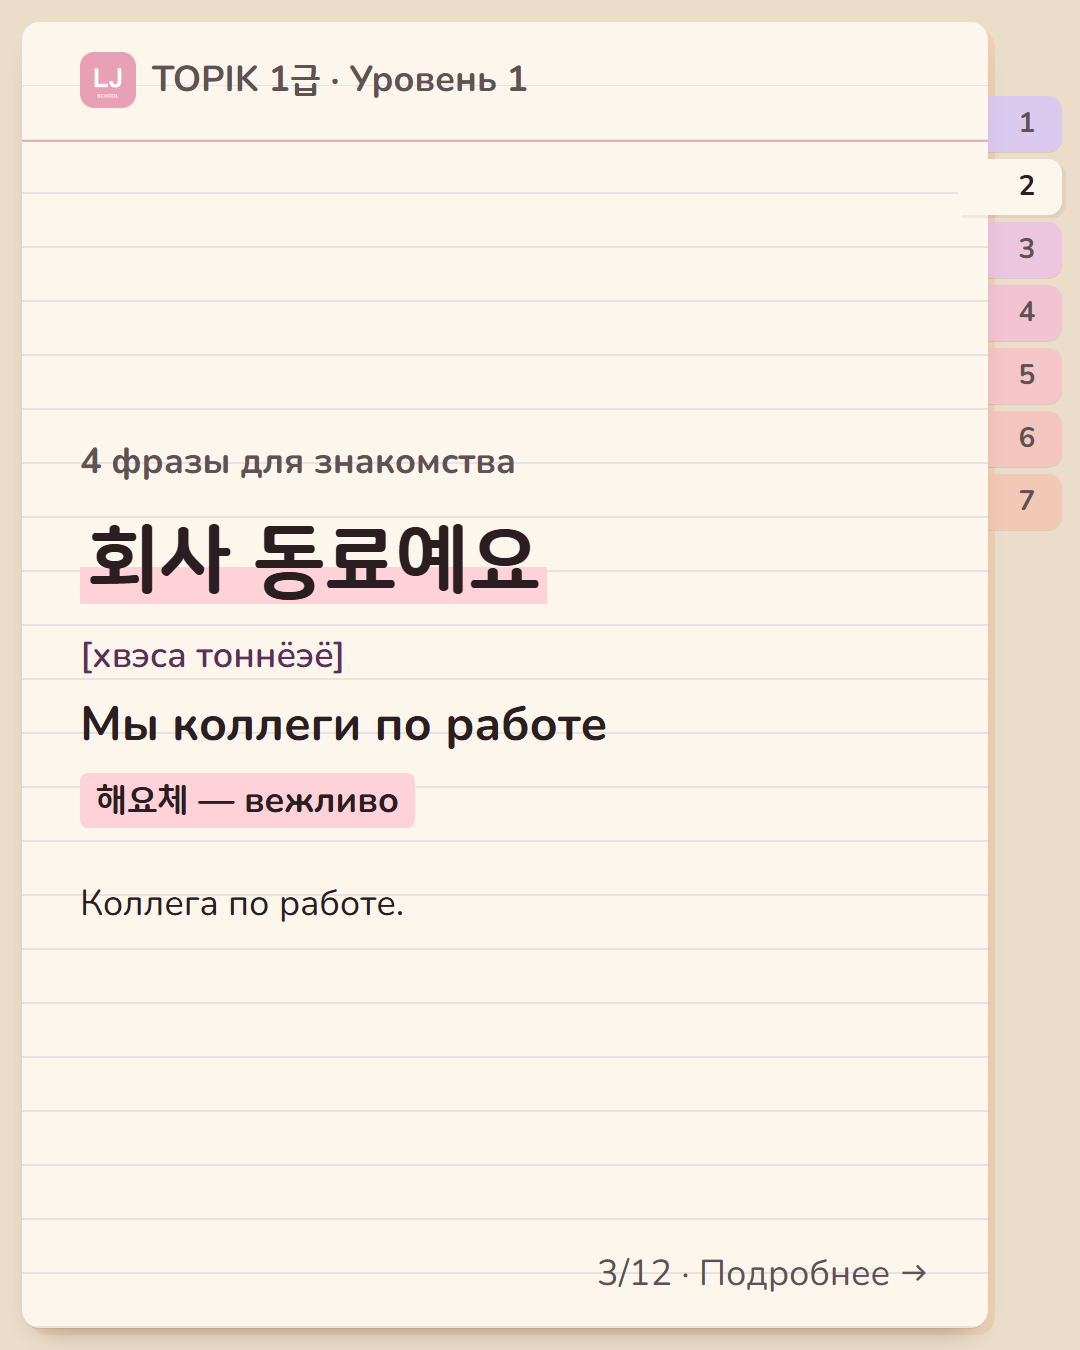 LJ
SCHOOL
TOPIK 1급 · Уровень 1
1
2
3
4
5
6
7
4 фразы для знакомства
회사 동료예요
[хвэса тоннёэё]
Мы коллеги по работе
해요체 — вежливо
Коллега по работе.
3/12 · Подробнее →